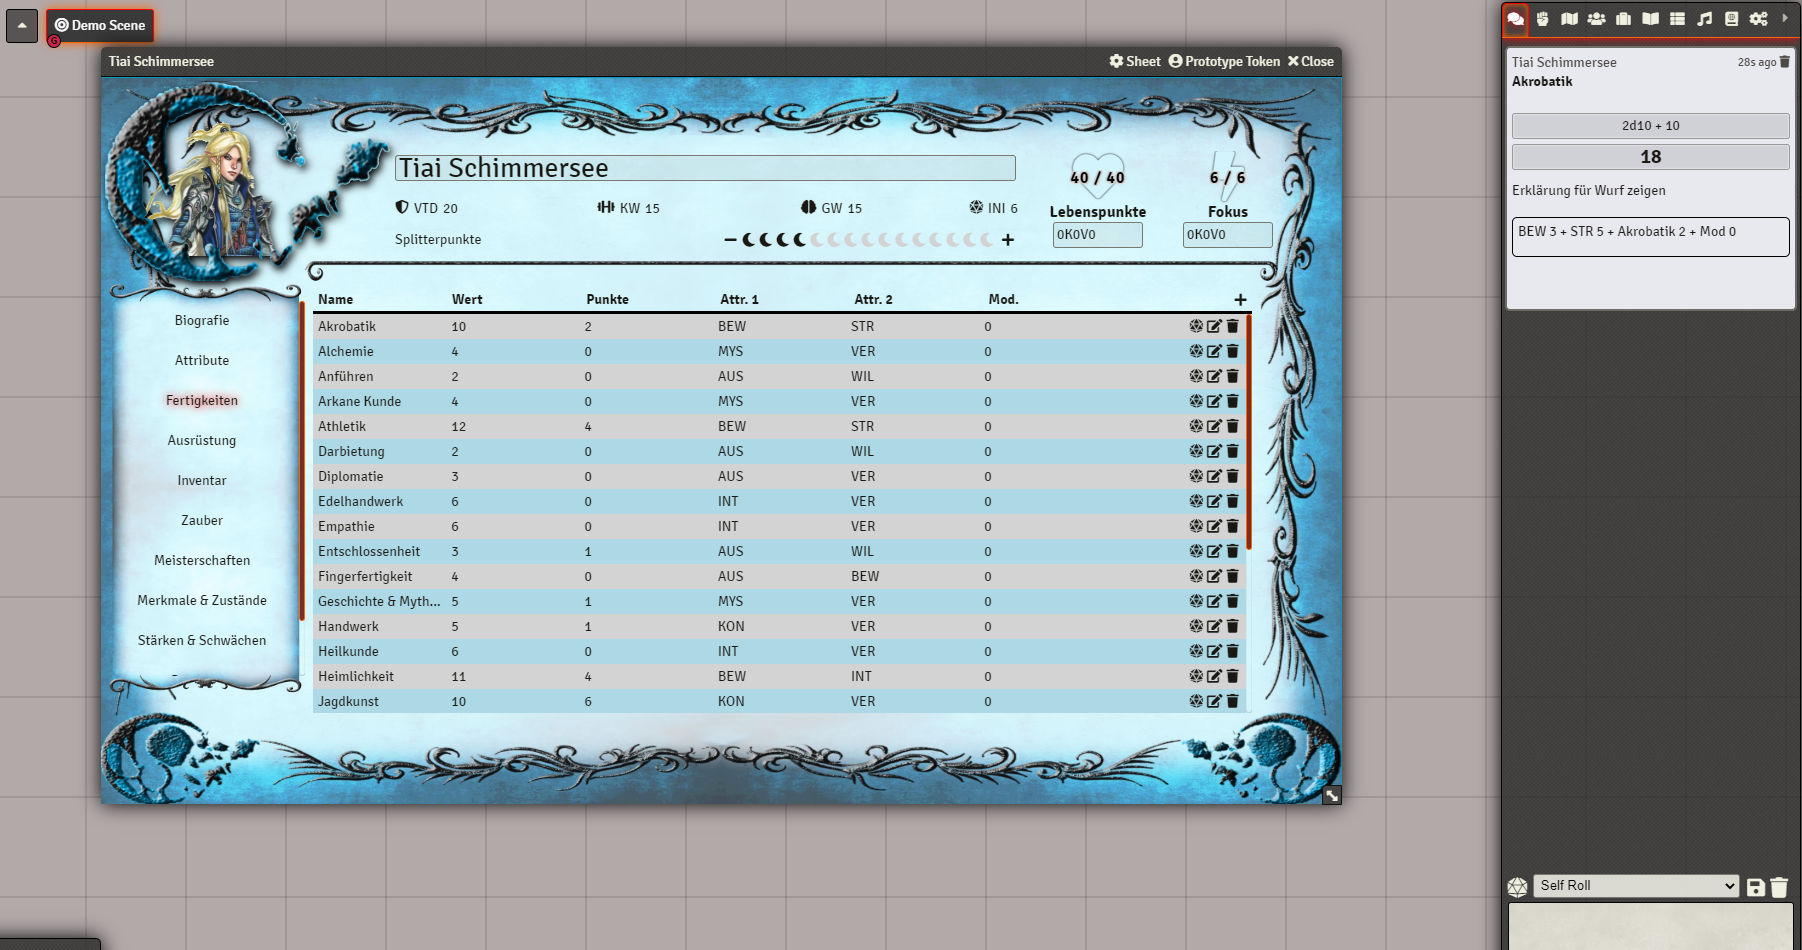 Demo Scene
G
Tiai Schimmersee
Sheet Prototype Token Close
Tiai Schimmersee
40 / 40
6 / 6
VTD 20 KW 15 GW 15 INI 6
Lebenspunkte Fokus
Splitterpunkte
0K0V0 0K0V0
Biografie
Attribute
Fertigkeiten
Ausrüstung
Inventar
Zauber
Meisterschaften
Merkmale & Zustände
Stärken & Schwächen
Name Wert Punkte Attr. 1 Attr. 2 Mod.
Akrobatik 10 2 BEW STR 0
Alchemie 4 0 MYS VER 0
Anführen 2 0 AUS WIL 0
Arkane Kunde 4 0 MYS VER 0
Athletik 12 4 BEW STR 0
Darbietung 2 0 AUS WIL 0
Diplomatie 3 0 AUS VER 0
Edelhandwerk 6 0 INT VER 0
Empathie 6 0 INT VER 0
Entschlossenheit 3 1 AUS WIL 0
Fingerfertigkeit 4 0 AUS BEW 0
Geschichte & Myth... 5 1 MYS VER 0
Handwerk 5 1 KON VER 0
Heilkunde 6 0 INT VER 0
Heimlichkeit 11 4 BEW INT 0
Jagdkunst 10 6 KON VER 0
Tiai Schimmersee 28s ago
Akrobatik
2d10 + 10
18
Erklärung für Wurf zeigen
BEW 3 + STR 5 + Akrobatik 2 + Mod 0
Self Roll